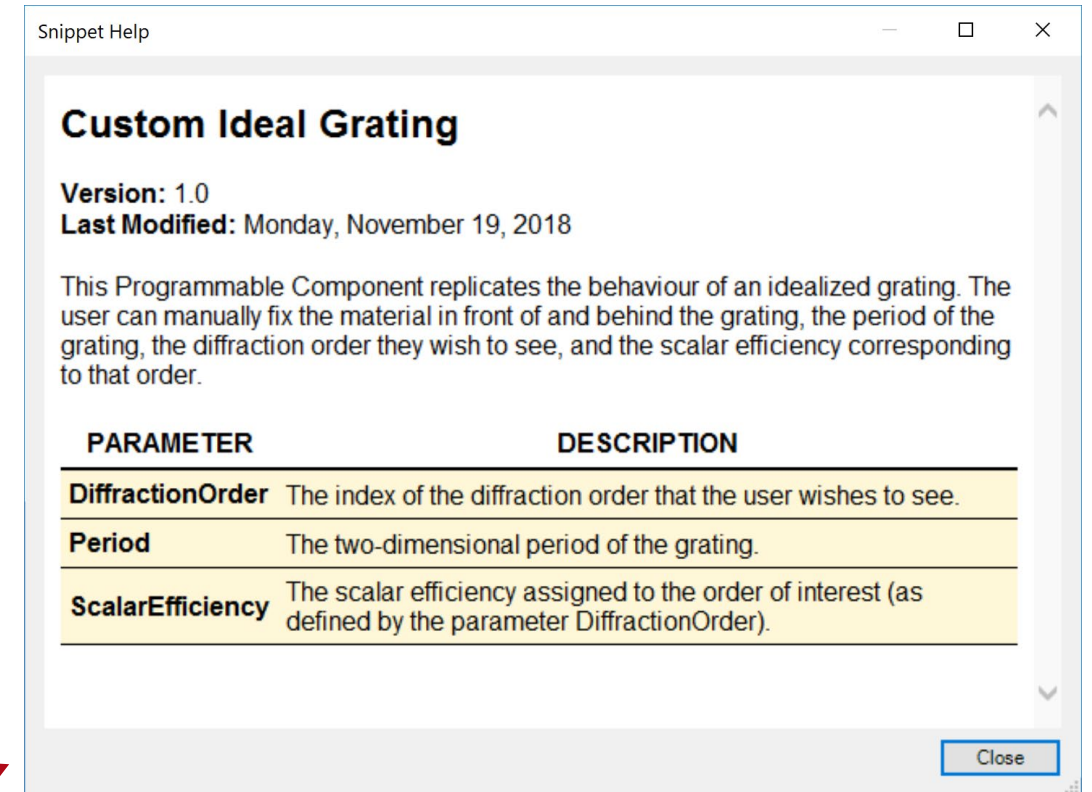 Snippet Help
Custom Ideal Grating
Version: 1.0
Last Modified: Monday, November 19, 2018
This Programmable Component replicates the behaviour of an idealized grating. The
user can manually fix the material in front of and behind the grating, the period of the
grating, the diffraction order they wish to see, and the scalar efficiency corresponding
to that order.
PARAMETER DESCRIPTION
DiffractionOrder The index of the diffraction order that the user wishes to see.
Period The two-dimensional period of the grating.
ScalarEfficiency The scalar efficiency assigned to the order of interest (as
defined by the parameter DiffractionOrder).
Close